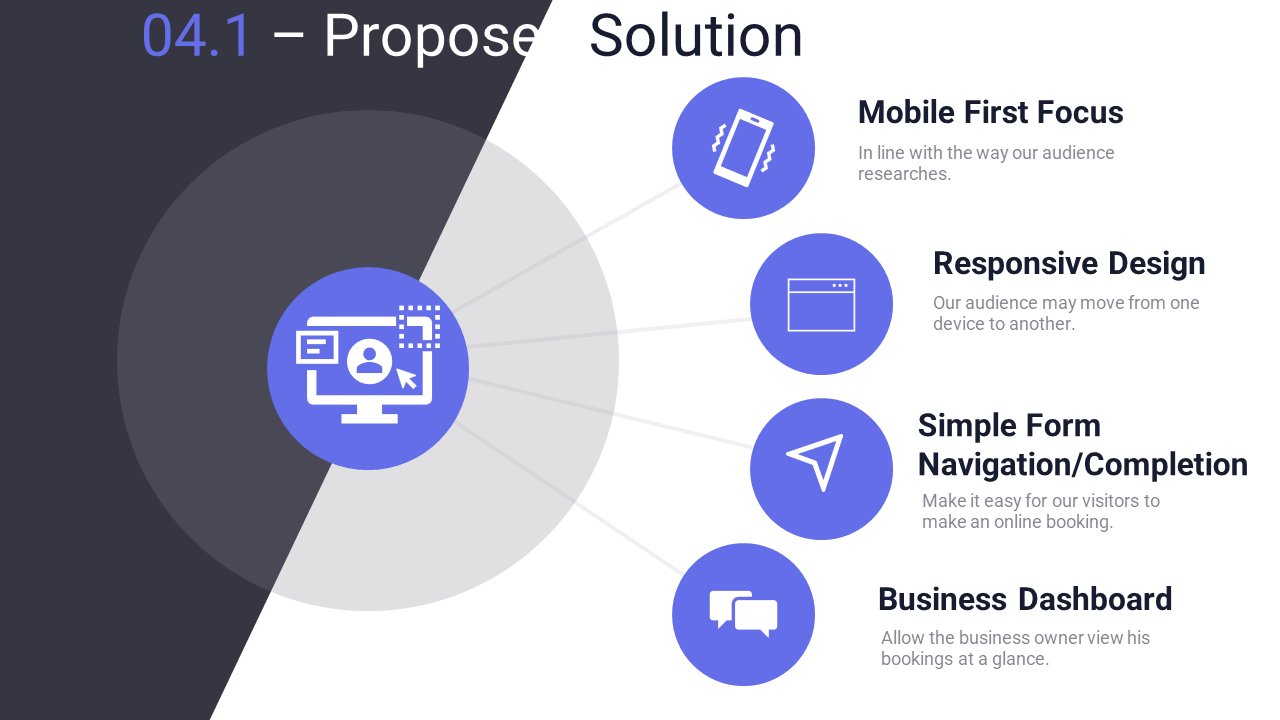 04.1 – Propose Solution
Mobile First Focus
In line with the way our audience
researches.
Responsive Design
Our audience may move from one
device to another.
Simple Form
Navigation/Completion
Make it easy for our visitors to
make an online booking.
Business Dashboard
Allow the business owner view his
bookings at a glance.